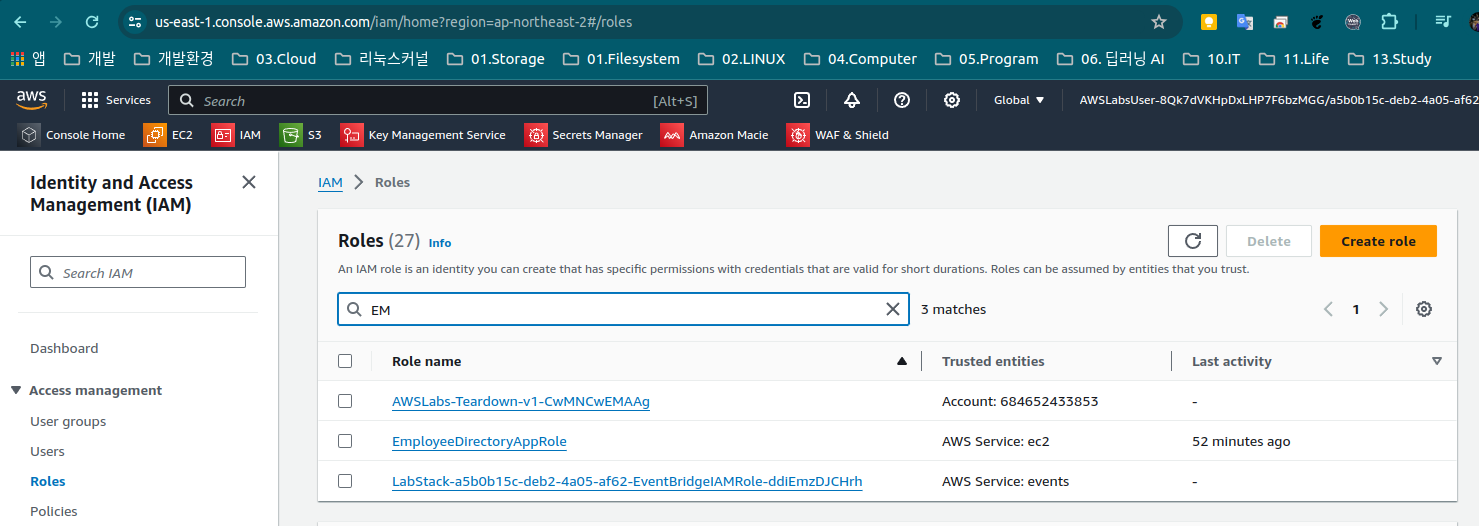 us-east-1.console.aws.amazon.com/iam/home?region=ap-northeast-2#/roles
앱 개발 개발환경 03.Cloud 리눅스커널 01.Storage 01.Filesystem 02.LINUX 04.Computer 05.Program 06. 딥러닝 AI 10.IT 11.Life 13.Study
aws Services Search [Alt+S] Global AWSLabsUser-8Qk7dVKHpDxLHP7F6bzMGG/a5b0b15c-deb2-4a05-af62
Console Home EC2 IAM S3 Key Management Service Secrets Manager Amazon Macie WAF & Shield
Identity and Access
Management (IAM)
Search IAM
Dashboard
Access management
User groups
Users
Roles
Policies
IAM Roles
Roles (27) Info
Delete Create role
An IAM role is an identity you can create that has specific permissions with credentials that are valid for short durations. Roles can be assumed by entities that you trust.
EM 3 matches 1
Role name Trusted entities Last activity
AWSLabs-Teardown-v1-CwMNCwEMAAg Account: 684652433853 -
EmployeeDirectoryAppRole AWS Service: ec2 52 minutes ago
LabStack-a5b0b15c-deb2-4a05-af62-EventBridgeIAMRole-ddiEmzDJCHrh AWS Service: events -